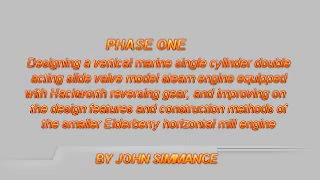 PHASE ONE
Designing a vertical marine single cylinder double
acting slide valve model steam engine equipped
with Hackworth reversing gear, and improving on
the design features and construction methods of
the smaller Elderberry horizontal mill engine
BY JOHN SIMMANCE